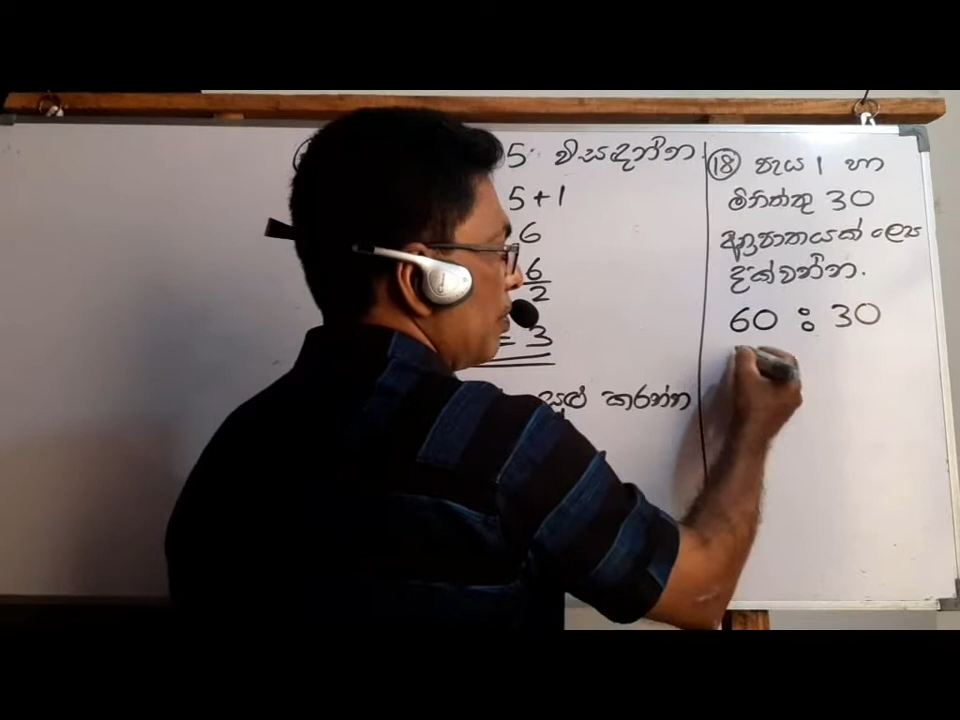 5 විසඳන්න
5 + 1
6
6
2
= 3
සුළු කරන්න
18 පැය 1 හා
මිනිත්තු 30
අනුපාතයක් ලෙස
දක්වන්න.
60 : 30